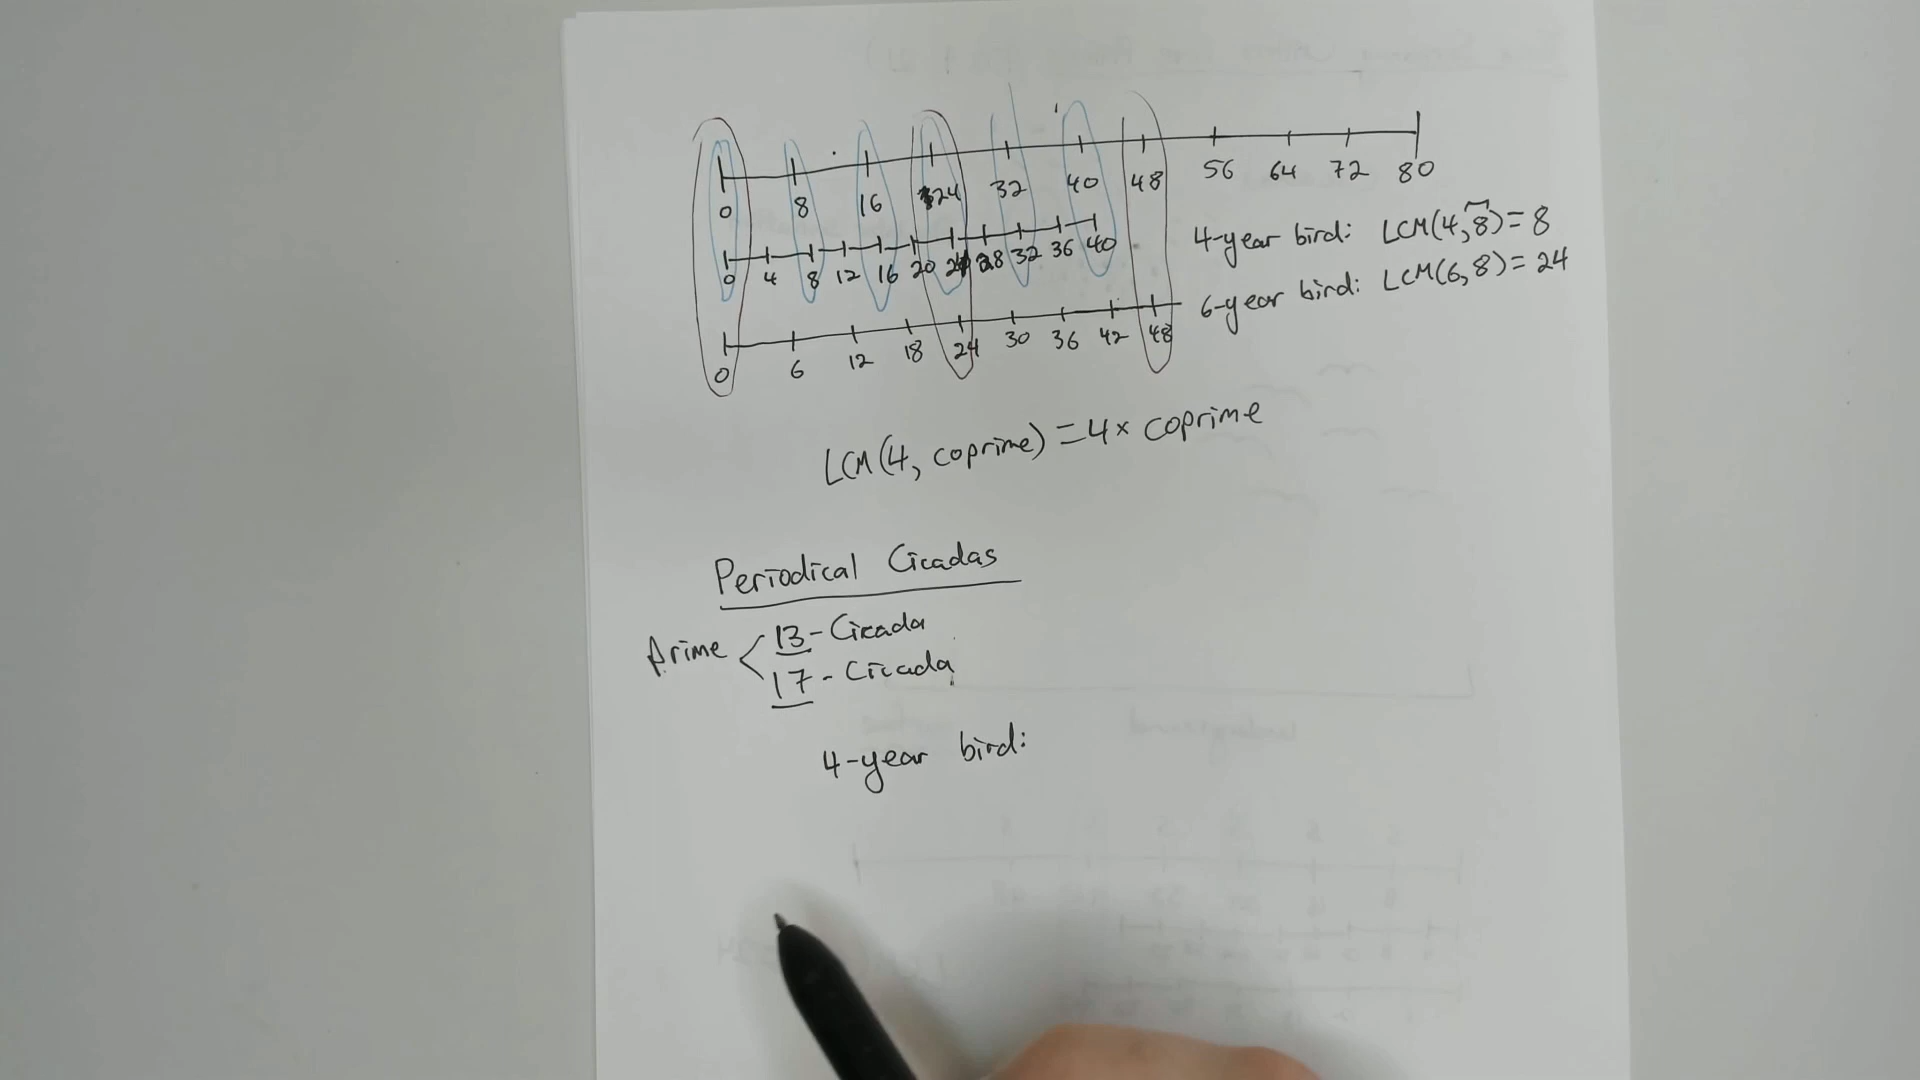 0 8 16 24 32 40 48 56 64 72 80
0 4 8 12 16 20 24 28 32 36 40
4-year bird: LCM(4,8)=8
6-year bird: LCM(6,8)=24
0 6 12 18 24 30 36 42 48
LCM(4, coprime)=4× coprime
Periodical Cicadas
Prime < 13-Cicada
17-Cicada
4-year bird: